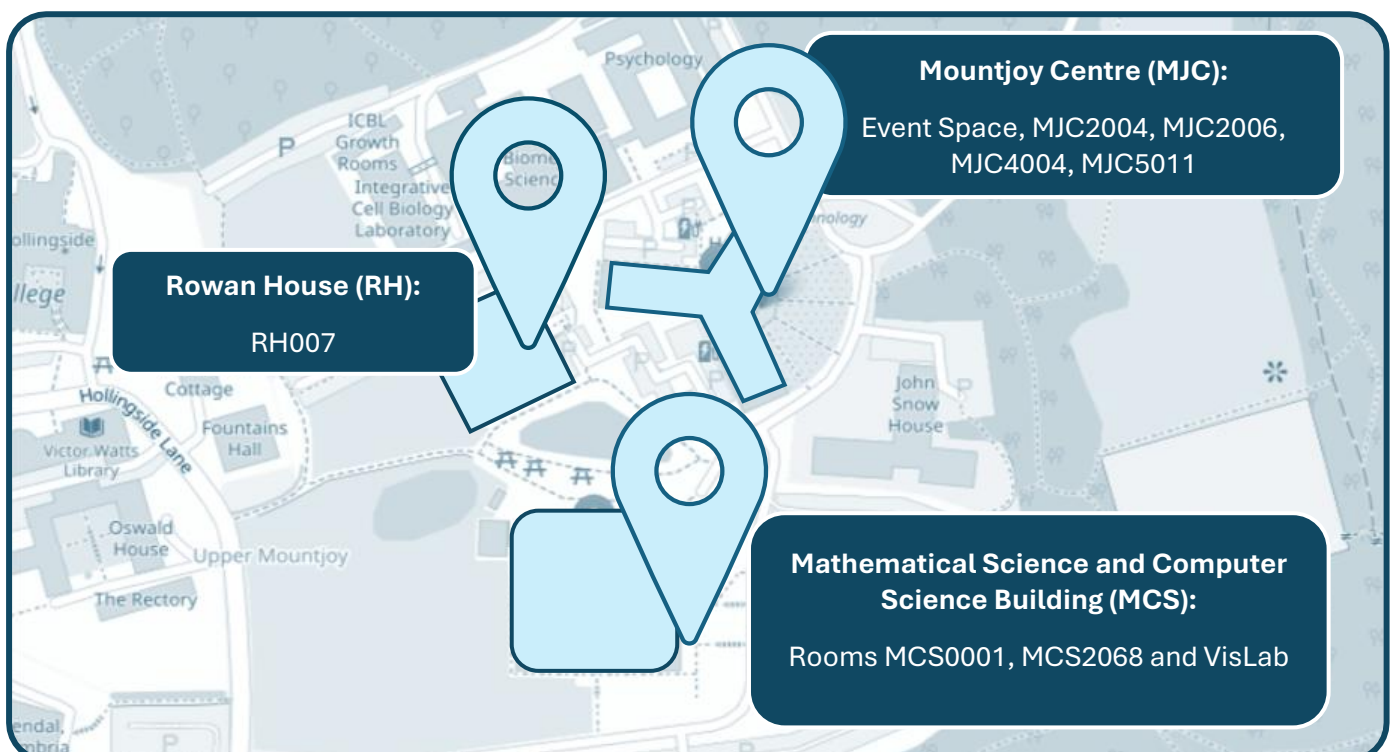 Psychology
Mountjoy Centre (MJC):
Event Space, MJC2004, MJC2006,
MJC4004, MJC5011
ICBL
Growth
Rooms
P
Integrative
Cell Biology
Laboratory
Rowan House (RH):
RH007
P
P
P
P
Cottage
Hollingside Lane
Fountains
Hall
Victor Watts
Library
John
Snow
House
Oswald
House
Upper Mountjoy
The Rectory
Mathematical Science and Computer
Science Building (MCS):
Rooms MCS0001, MCS2068 and VisLab
P